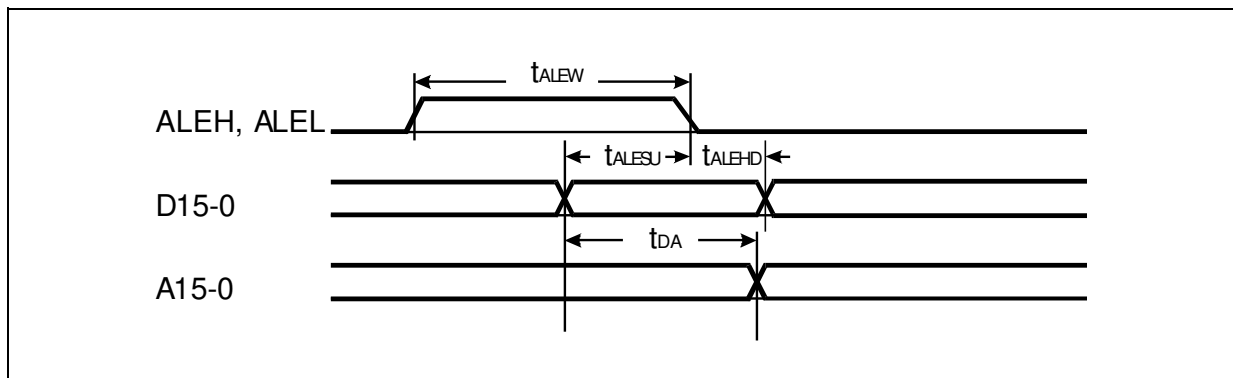 tALEW
ALEH, ALEL
tALESU tALEHD
D15-0
tDA
A15-0